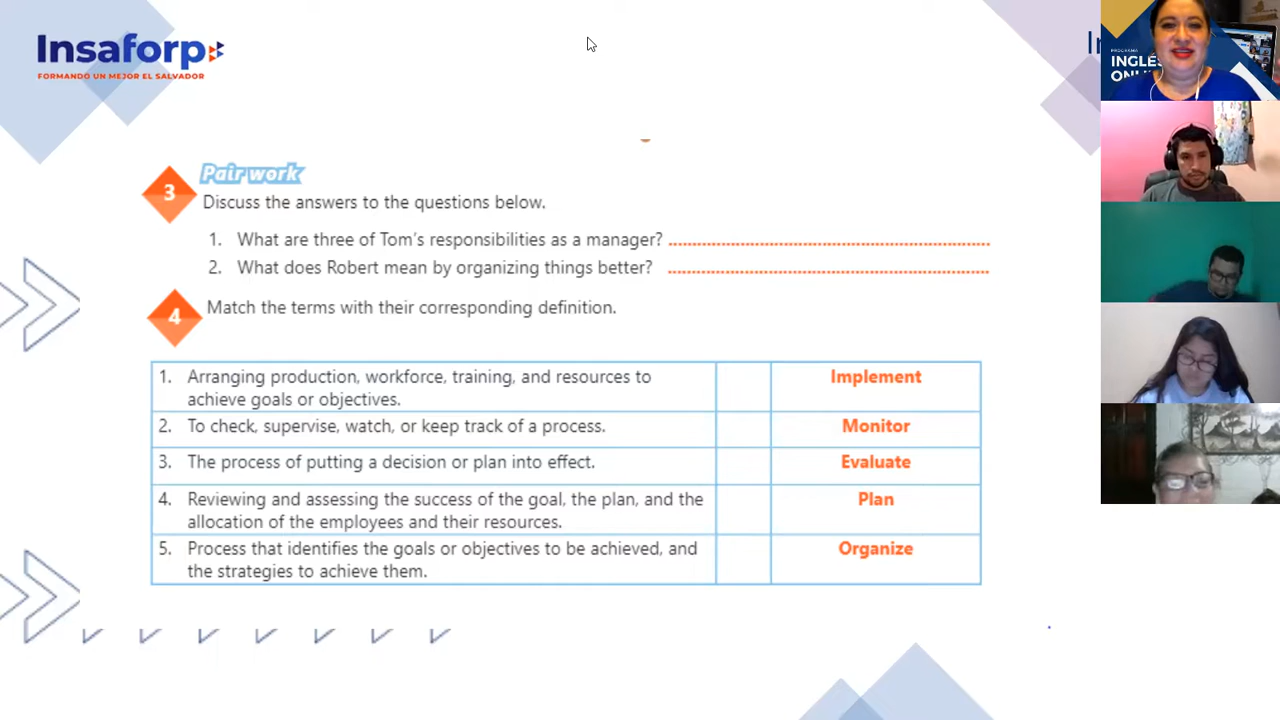 Insaforp
FORMANDO UN MEJOR EL SALVADOR
PROGRAMA
INGLÉS
3
Pair work
Discuss the answers to the questions below.
1. What are three of Tom's responsibilities as a manager?
2. What does Robert mean by organizing things better?
4
Match the terms with their corresponding definition.
1. Arranging production, workforce, training, and resources to
achieve goals or objectives.
Implement
2. To check, supervise, watch, or keep track of a process.
Monitor
3. The process of putting a decision or plan into effect.
Evaluate
4. Reviewing and assessing the success of the goal, the plan, and the
allocation of the employees and their resources.
Plan
5. Process that identifies the goals or objectives to be achieved, and
the strategies to achieve them.
Organize